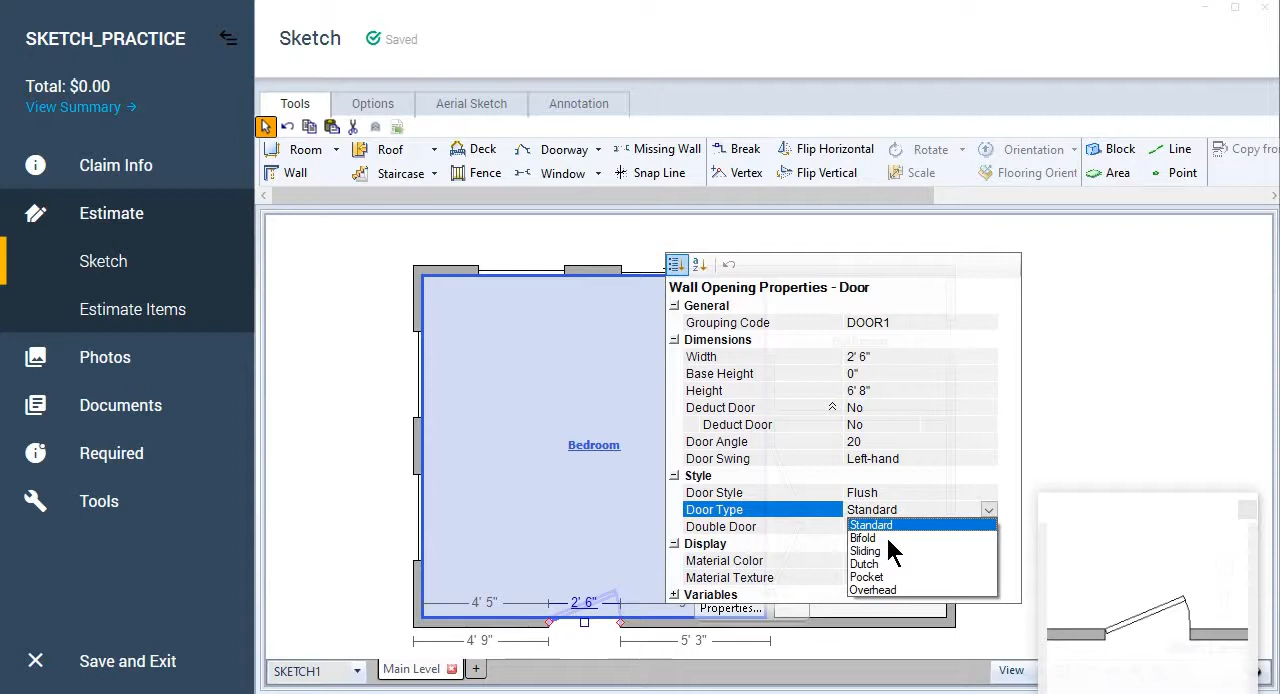 SKETCH_PRACTICE
Total: $0.00
View Summary →
Claim Info
Estimate
Sketch
Estimate Items
Photos
Documents
Required
Tools
Save and Exit
Sketch
Saved
Tools
Options
Aerial Sketch
Annotation
Room
Roof
Deck
Doorway
Missing Wall
Break
Flip Horizontal
Rotate
Orientation
Block
Line
Copy fro
Wall
Staircase
Fence
Window
Snap Line
Vertex
Flip Vertical
Scale
Flooring Orient
Area
Point
Wall Opening Properties - Door
General
Grouping Code DOOR1
Dimensions
Width 2' 6"
Base Height 0"
Height 6' 8"
Deduct Door No
Deduct Door No
Door Angle 20
Door Swing Left-hand
Style
Door Style Flush
Door Type Standard
Double Door
Standard
Bifold
Sliding
Dutch
Pocket
Overhead
Display
Material Color
Material Texture
Variables
Properties...
Bedroom
4' 5"
2' 6"
4' 9"
5' 3"
SKETCH1
Main Level
+
View